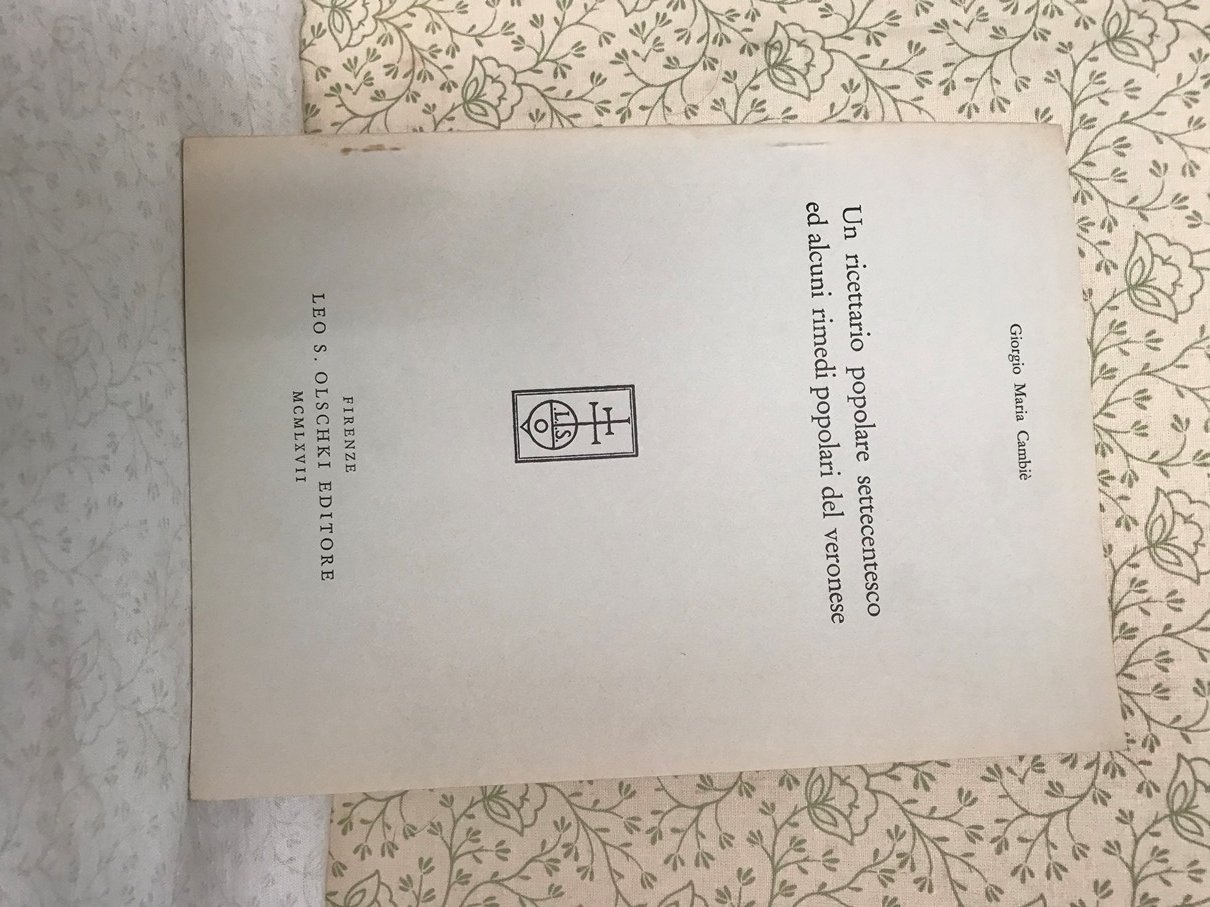 Giorgio Maria Cambiè
Un ricettario popolare settecentesco
ed alcuni rimedi popolari del veronese
L. S.
O
FIRENZE
LEO S. OLSCHKI EDITORE
MCMLXVII